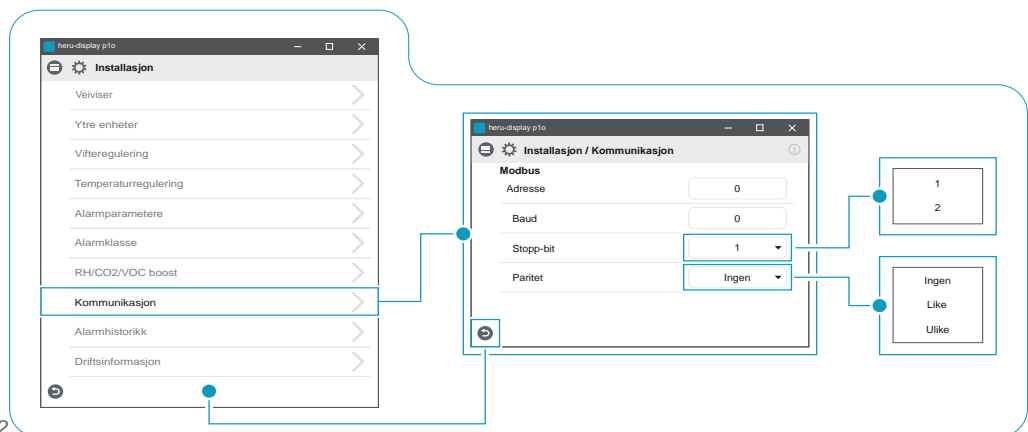 heru-display p1o
Installasjon
Veiviser
Ytre enheter
Vifteregulering
Temperaturregulering
Alarmparametere
Alarmklasse
RH/CO2/VOC boost
Kommunikasjon
Alarmhistorikk
Driftsinformasjon
heru-display p1o
Installasjon / Kommunikasjon
Modbus
Adresse 0
Baud 0
Stopp-bit 1
Paritet Ingen
1
2
Ingen
Like
Ulike
2